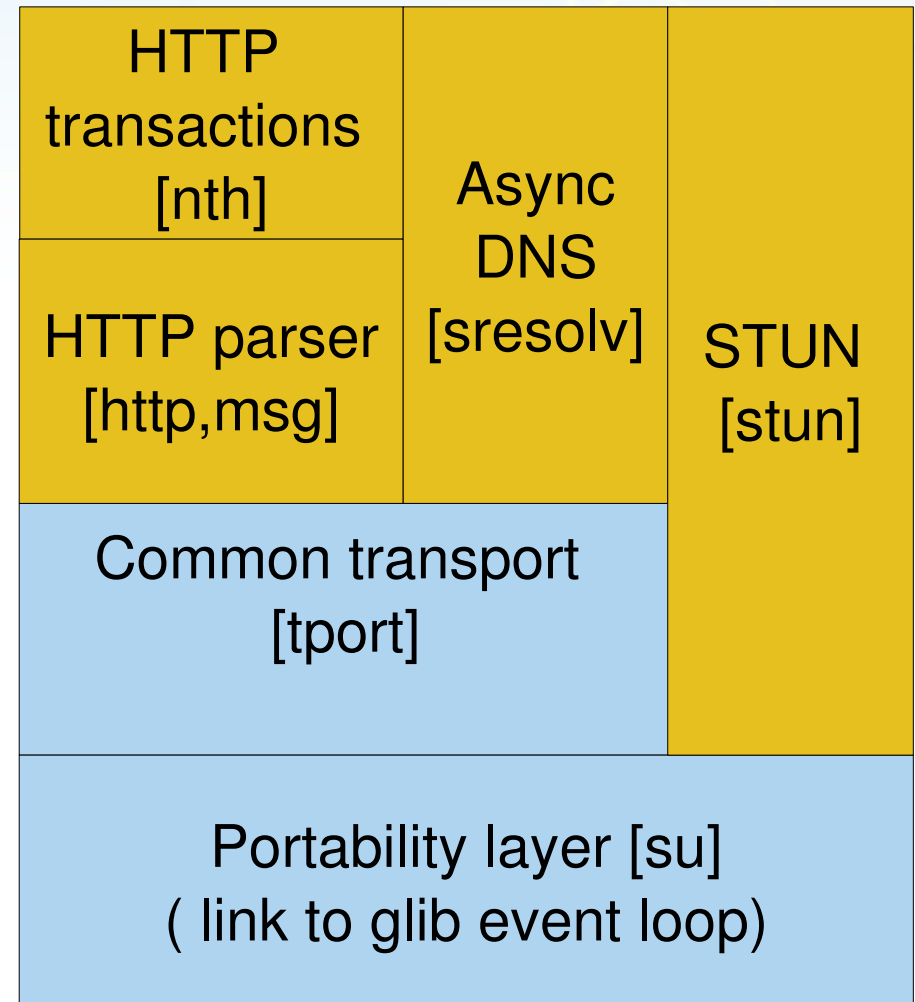 HTTP
transactions
[nth]
HTTP parser
[http,msg]
Async
DNS
[sresolv]
STUN
[stun]
Common transport
[tport]
Portability layer [su]
( link to glib event loop)